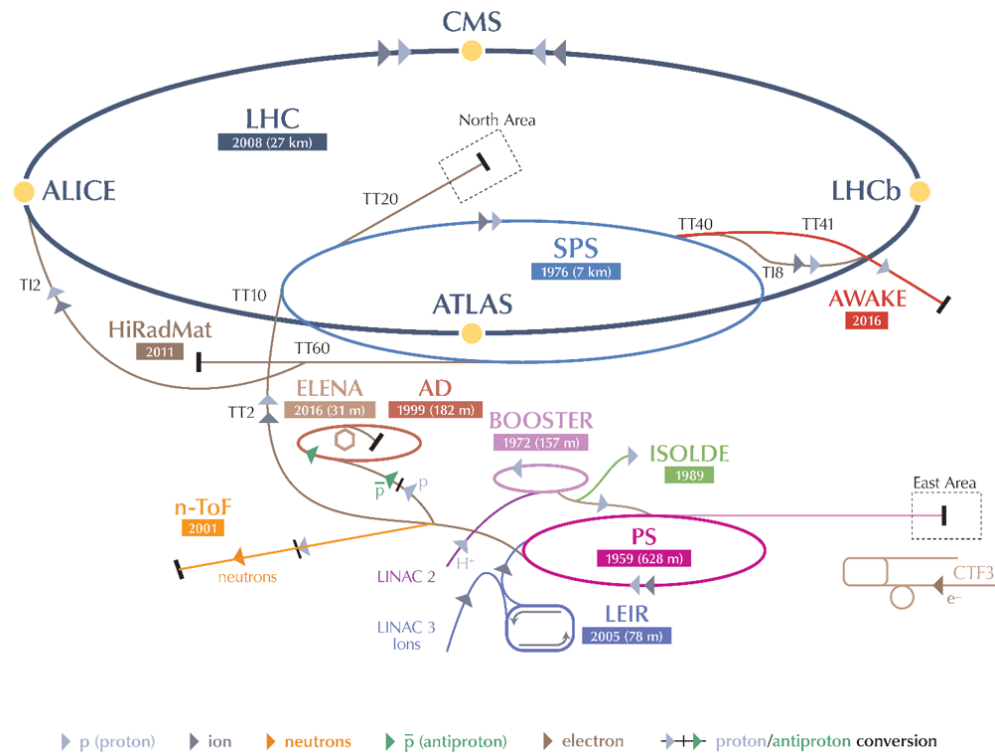 CMS
LHC
2008 (27 km)
North Area
ALICE
TT20
LHCb
TT40
TT41
SPS
1976 (7 km)
TI8
TI2
TT10
ATLAS
AWAKE
2016
HiRadMat
2011
TT60
ELENA
2016 (31 m)
AD
1999 (182 m)
TT2
BOOSTER
1972 (157 m)
ISOLDE
1989
p̅
p
East Area
n-ToF
2001
PS
1959 (628 m)
neutrons
LINAC 2
H⁺
CTF3
e⁻
LEIR
2005 (78 m)
LINAC 3
Ions
p (proton)
ion
neutrons
p̅ (antiproton)
electron
proton/antiproton conversion